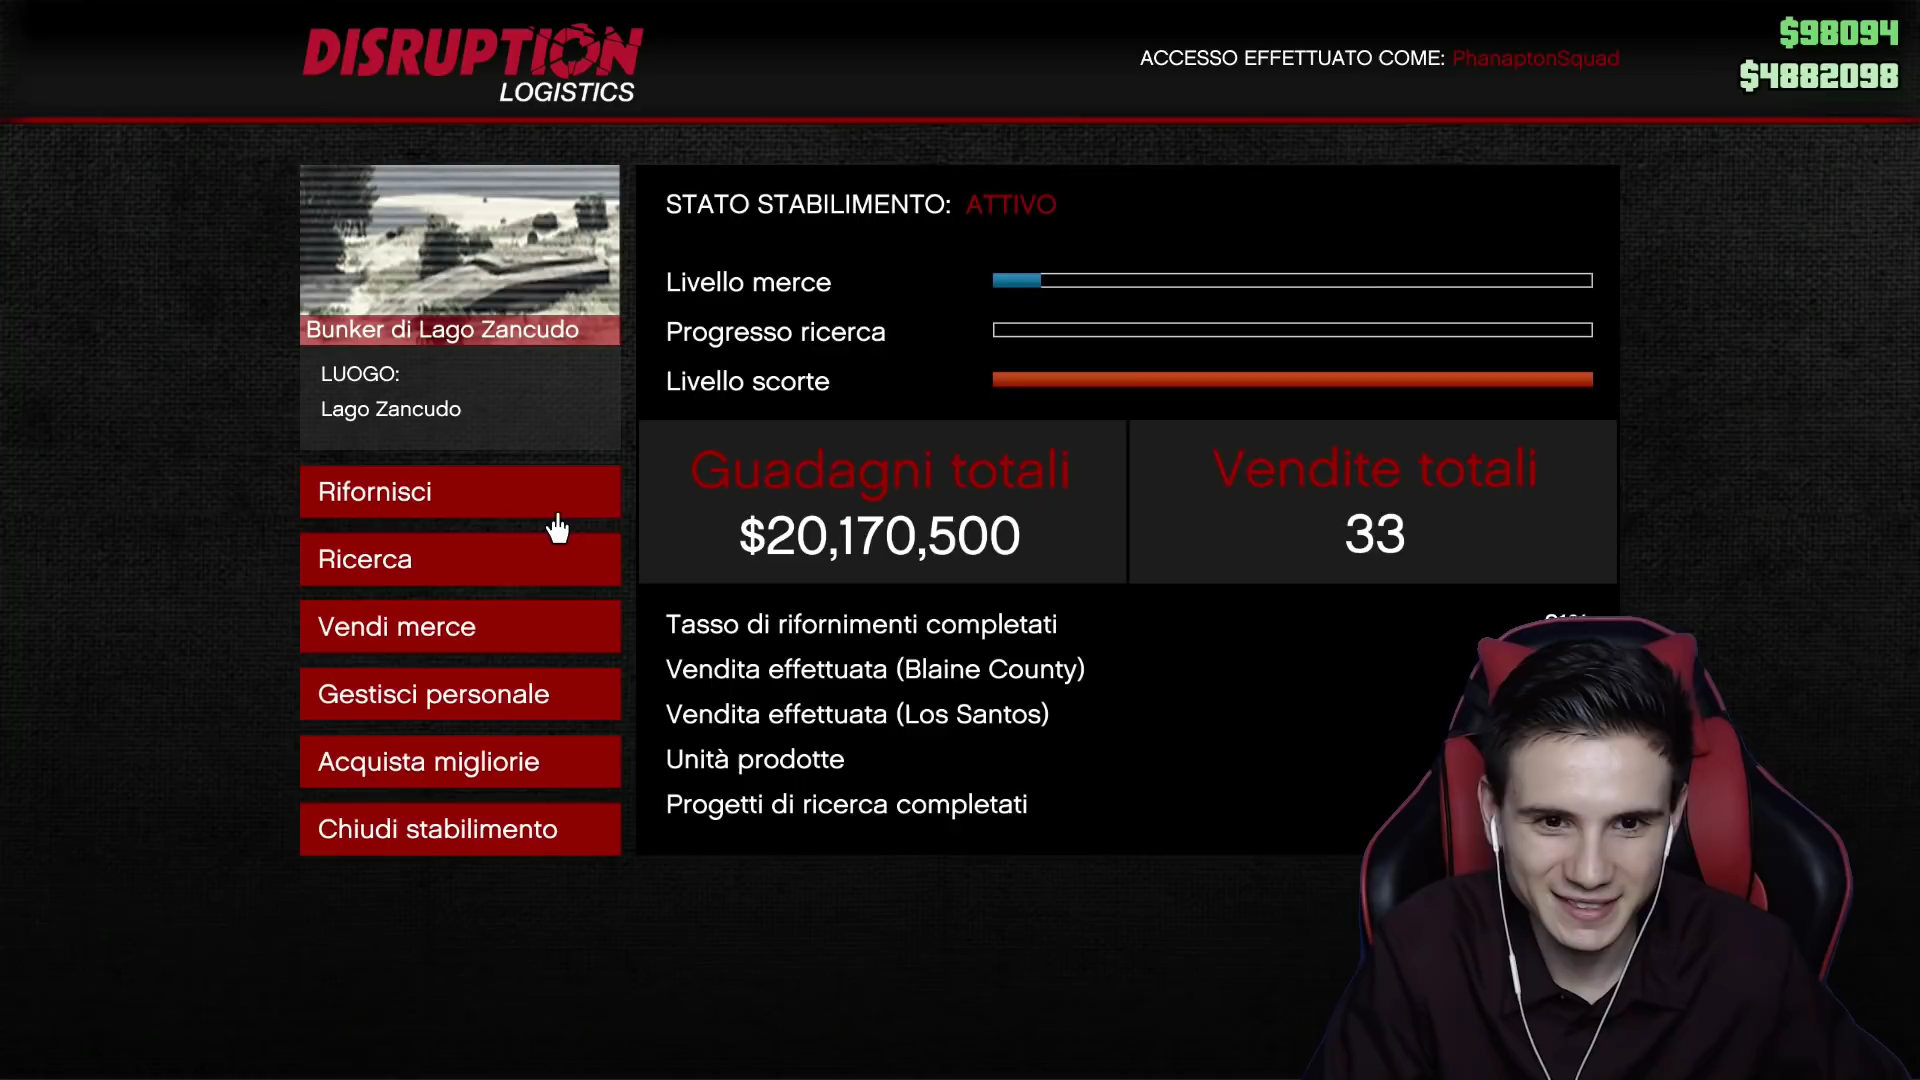 DISRUPTION
LOGISTICS
ACCESSO EFFETTUATO COME: PhanaptonSquad
$98094
$4882098
Bunker di Lago Zancudo
LUOGO:
Lago Zancudo
Rifornisci
Ricerca
Vendi merce
Gestisci personale
Acquista migliorie
Chiudi stabilimento
STATO STABILIMENTO: ATTIVO
Livello merce
Progresso ricerca
Livello scorte
Guadagni totali
$20,170,500
Vendite totali
33
Tasso di rifornimenti completati
Vendita effettuata (Blaine County)
Vendita effettuata (Los Santos)
Unità prodotte
Progetti di ricerca completati